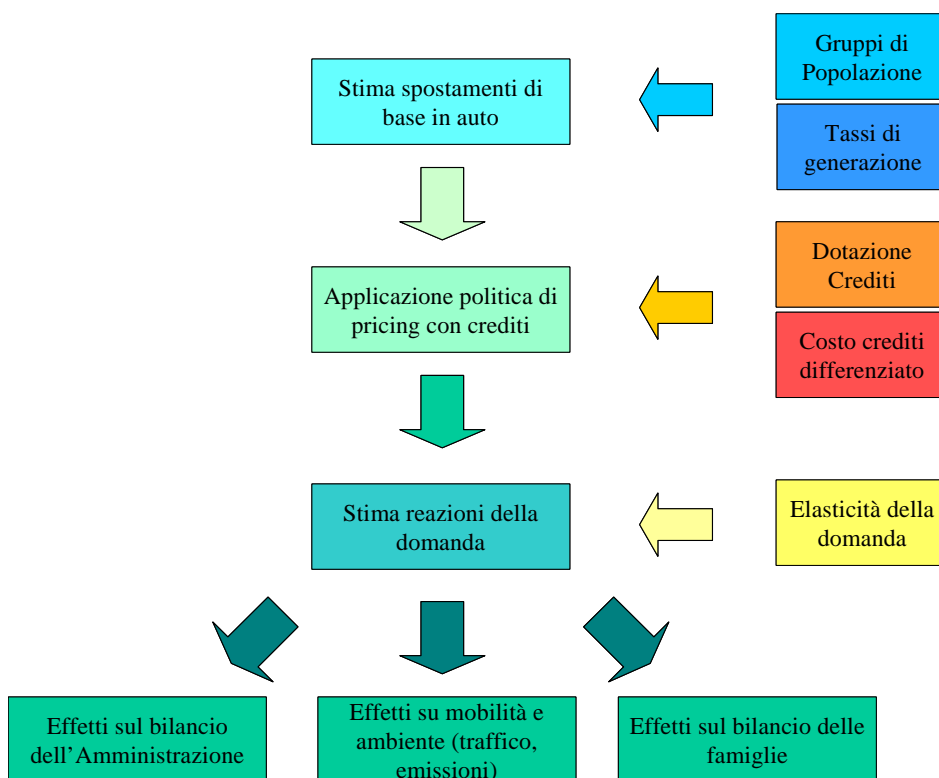 Gruppi di
Popolazione
Stima spostamenti di
base in auto
Tassi di
generazione
Dotazione
Crediti
Applicazione politica di
pricing con crediti
Costo crediti
differenziato
Stima reazioni della
domanda
Elasticità della
domanda
Effetti sul bilancio
dell’Amministrazione
Effetti su mobilità e
ambiente (traffico,
emissioni)
Effetti sul bilancio delle
famiglie